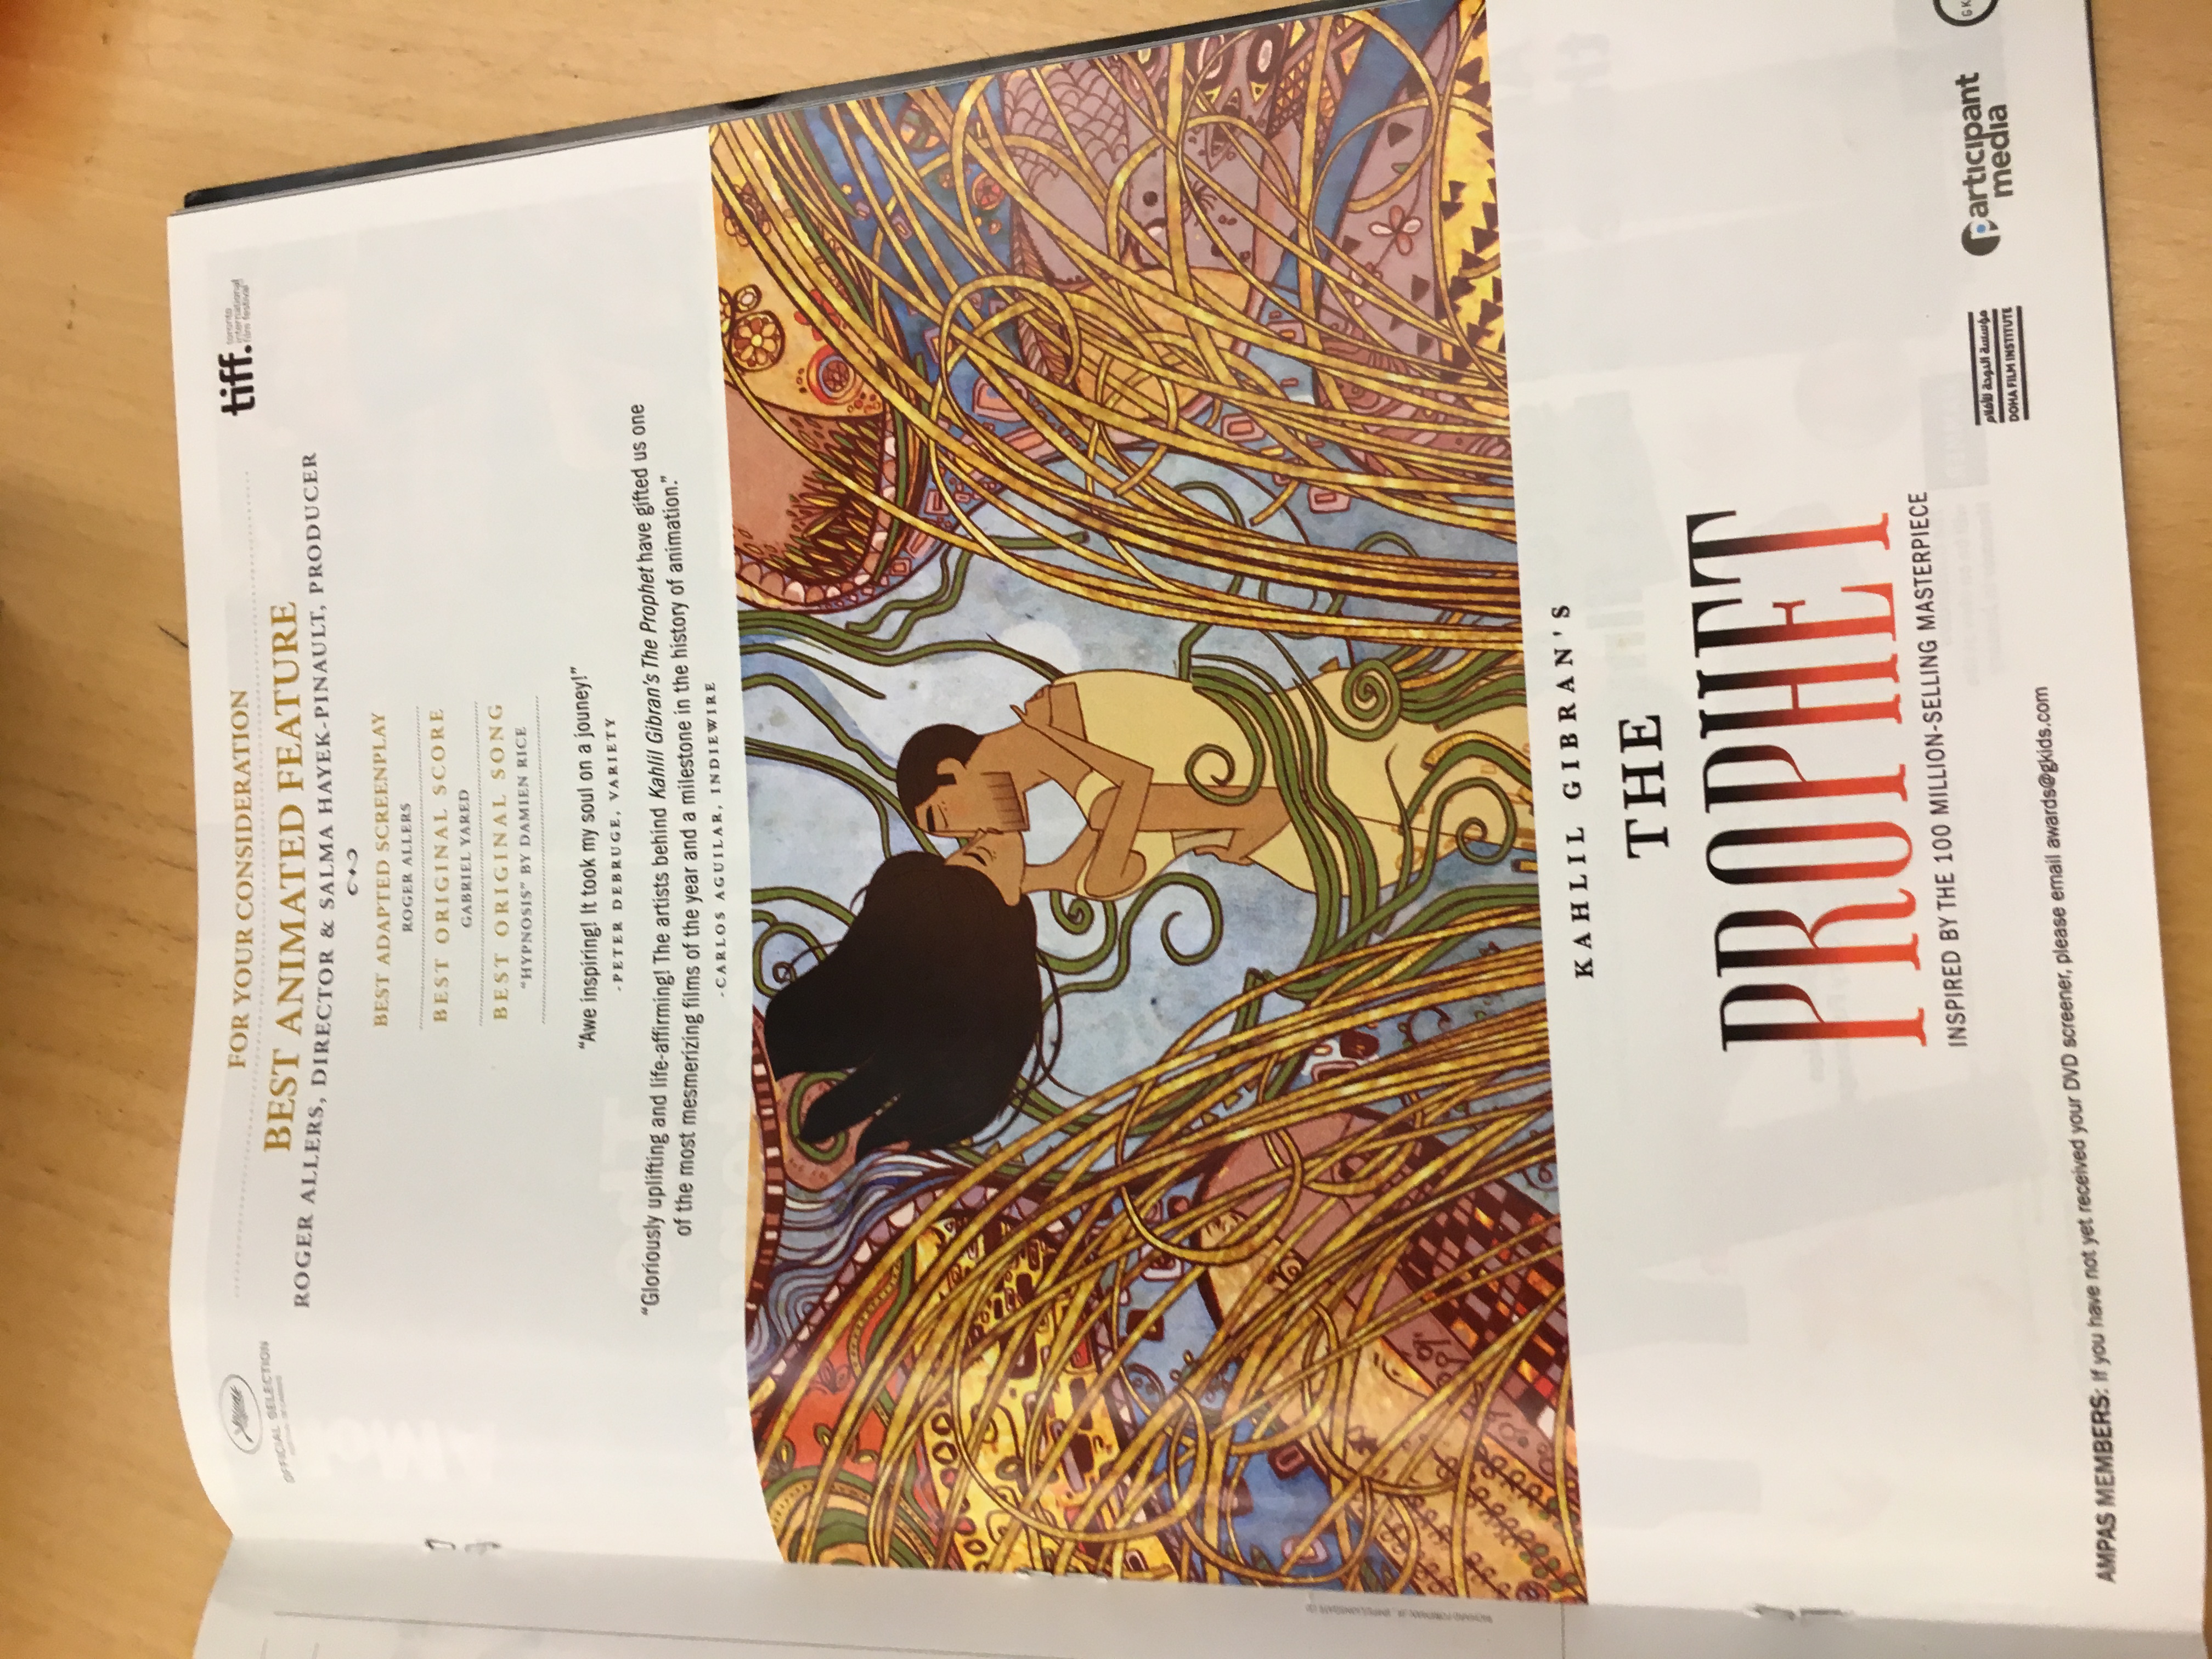 OFFICIAL SELECTION
FESTIVAL DE CANNES
FOR YOUR CONSIDERATION
tiff. toronto
international
film festival
BEST ANIMATED FEATURE
ROGER ALLERS, DIRECTOR & SALMA HAYEK-PINAULT, PRODUCER
BEST ADAPTED SCREENPLAY
ROGER ALLERS
BEST ORIGINAL SCORE
GABRIEL YARED
BEST ORIGINAL SONG
"HYPNOSIS" BY DAMIEN RICE
“Awe inspiring! It took my soul on a jouney!”
-PETER DEBRUGE, VARIETY
“Gloriously uplifting and life-affirming! The artists behind Kahlil Gibran’s The Prophet have gifted us one
of the most mesmerizing films of the year and a milestone in the history of animation.”
-CARLOS AGUILAR, INDIEWIRE
KAHLIL GIBRAN'S
THE
PROPHET
INSPIRED BY THE 100 MILLION-SELLING MASTERPIECE
مؤسسة الدوحة للأفلام
DOHA FILM INSTITUTE
participant
media
GK
AMPAS MEMBERS: If you have not yet received your DVD screener, please email awards@gkids.com